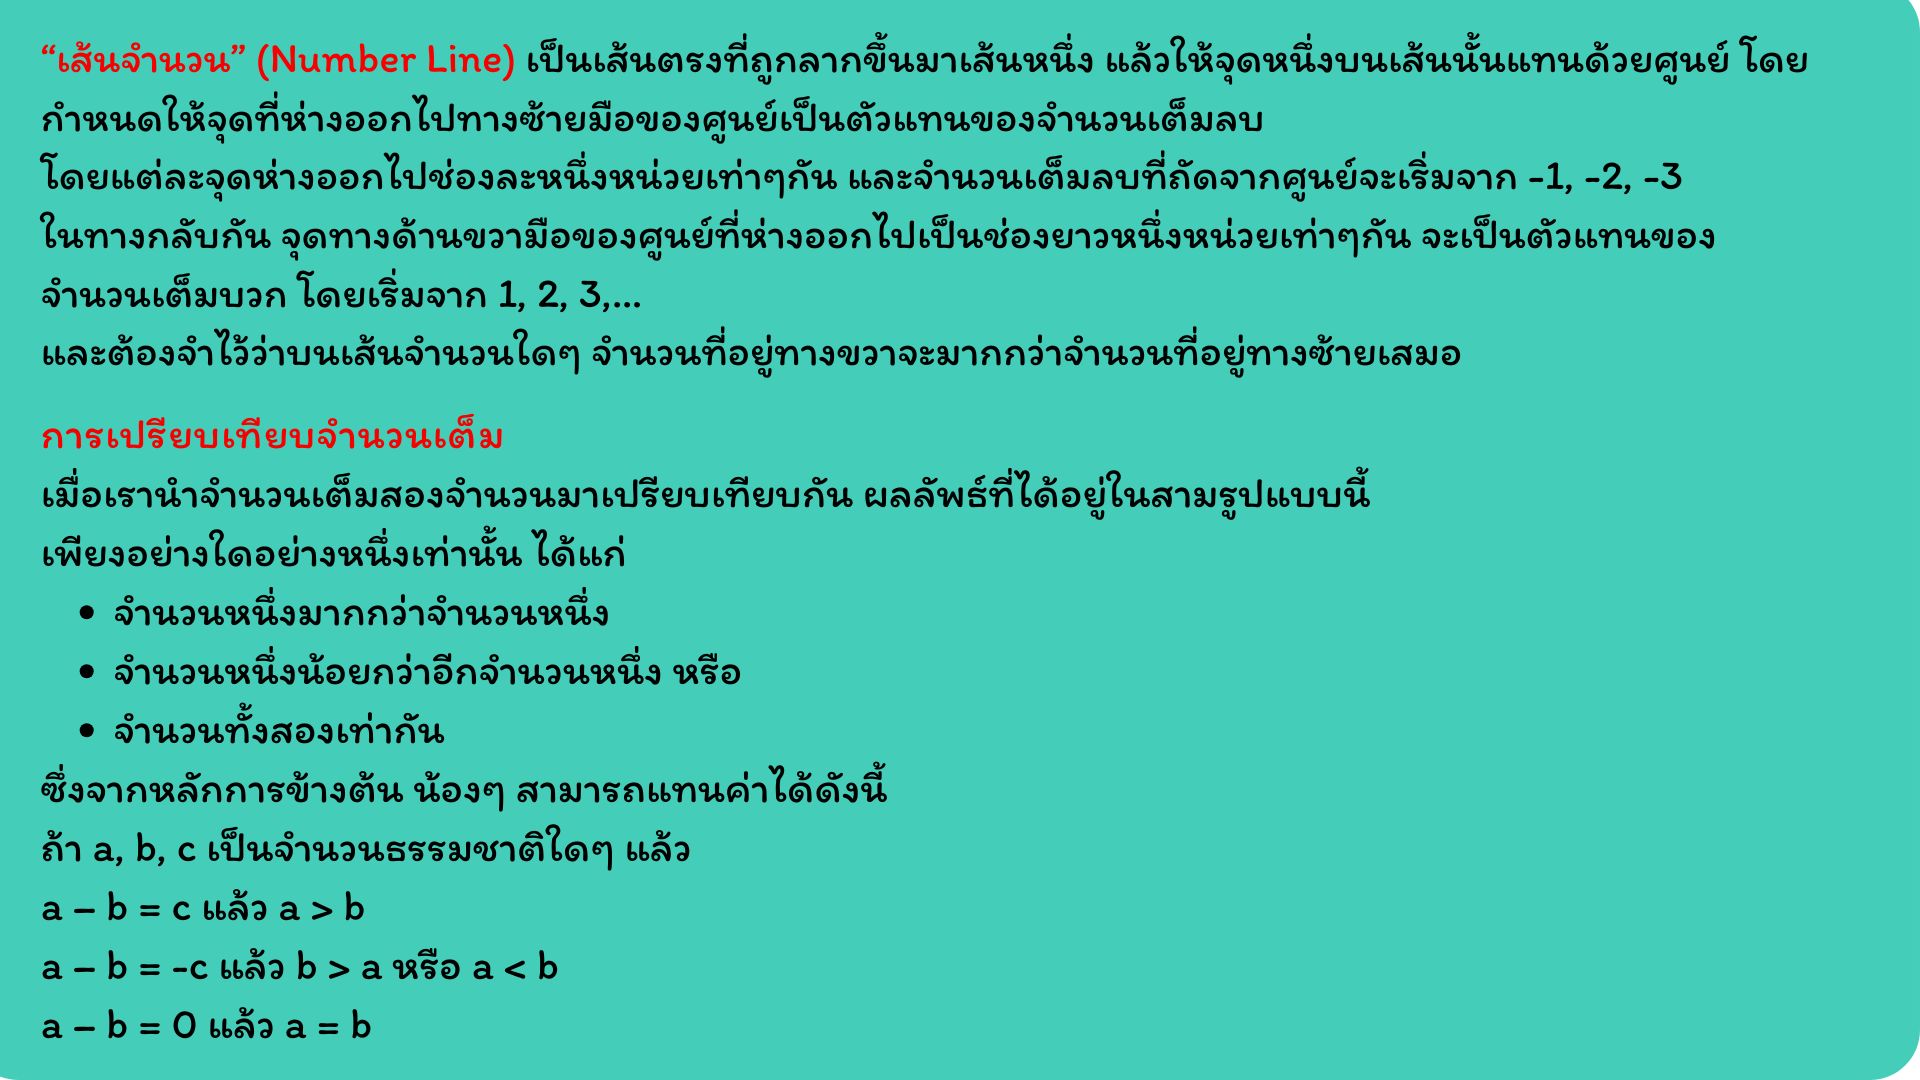 “เส้นจำนวน” (Number Line) เป็นเส้นตรงที่ถูกลากขึ้นมาเส้นหนึ่ง แล้วให้จุดหนึ่งบนเส้นนั้นแทนด้วยศูนย์ โดย
กำหนดให้จุดที่ห่างออกไปทางซ้ายมือของศูนย์เป็นตัวแทนของจำนวนเต็มลบ
โดยแต่ละจุดห่างออกไปช่องละหนึ่งหน่วยเท่าๆกัน และจำนวนเต็มลบที่ถัดจากศูนย์จะเริ่มจาก -1, -2, -3
ในทางกลับกัน จุดทางด้านขวามือของศูนย์ที่ห่างออกไปเป็นช่องยาวหนึ่งหน่วยเท่าๆกัน จะเป็นตัวแทนของ
จำนวนเต็มบวก โดยเริ่มจาก 1, 2, 3,...
และต้องจำไว้ว่าบนเส้นจำนวนใดๆ จำนวนที่อยู่ทางขวาจะมากกว่าจำนวนที่อยู่ทางซ้ายเสมอ
การเปรียบเทียบจำนวนเต็ม
เมื่อเรานำจำนวนเต็มสองจำนวนมาเปรียบเทียบกัน ผลลัพธ์ที่ได้อยู่ในสามรูปแบบนี้
เพียงอย่างใดอย่างหนึ่งเท่านั้น ได้แก่
• จำนวนหนึ่งมากกว่าจำนวนหนึ่ง
• จำนวนหนึ่งน้อยกว่าอีกจำนวนหนึ่ง หรือ
• จำนวนทั้งสองเท่ากัน
ซึ่งจากหลักการข้างต้น น้องๆ สามารถแทนค่าได้ดังนี้
ถ้า a, b, c เป็นจำนวนธรรมชาติใดๆ แล้ว
a – b = c แล้ว a > b
a – b = -c แล้ว b > a หรือ a < b
a – b = 0 แล้ว a = b